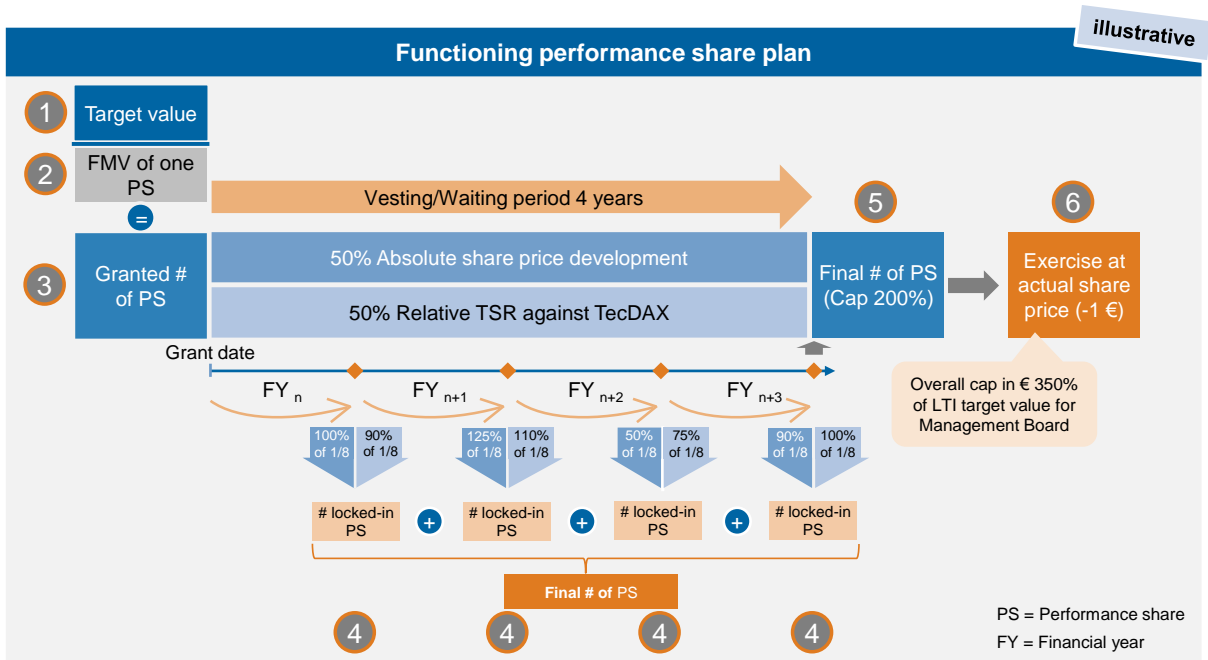 illustrative
Functioning performance share plan
1
Target value
2
FMV of one
PS
=
Vesting/Waiting period 4 years
5
6
3
Granted #
of PS
50% Absolute share price development
50% Relative TSR against TecDAX
Final # of PS
(Cap 200%)
Exercise at
actual share
price (-1 €)
Grant date
FY n
FY n+1
FY n+2
FY n+3
Overall cap in € 350%
of LTI target value for
Management Board
100%
of 1/8
90%
of 1/8
125%
of 1/8
110%
of 1/8
50%
of 1/8
75%
of 1/8
90%
of 1/8
100%
of 1/8
# locked-in
PS
+
# locked-in
PS
+
# locked-in
PS
+
# locked-in
PS
Final # of PS
4
4
4
4
PS = Performance share
FY = Financial year